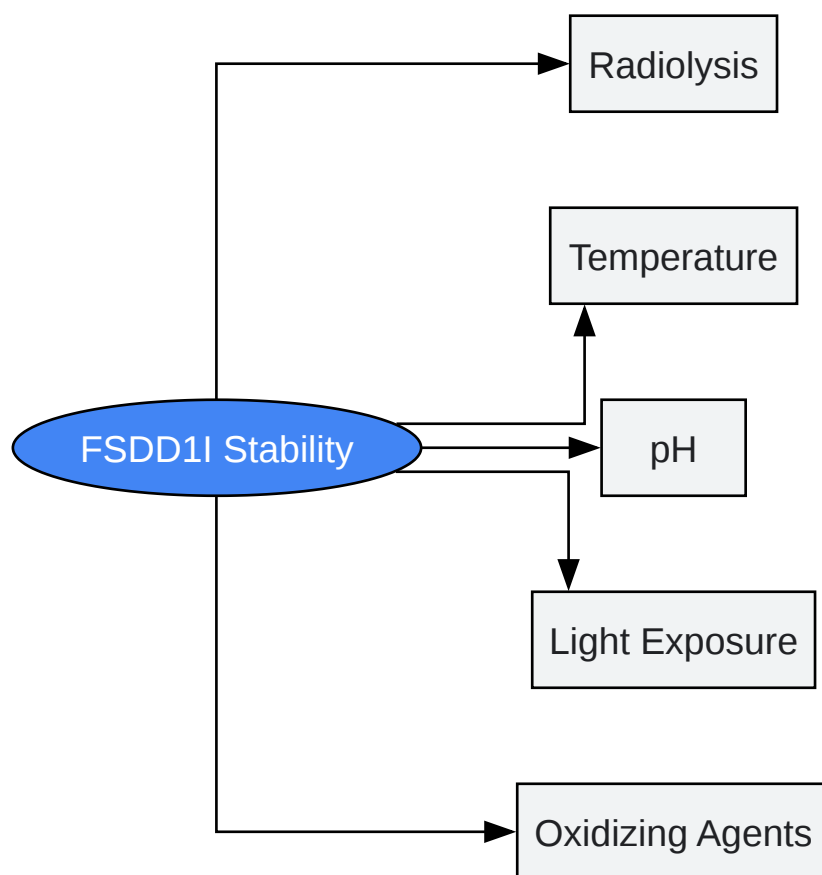 Radiolysis
Temperature
FSDD1I Stability
pH
Light Exposure
Oxidizing Agents